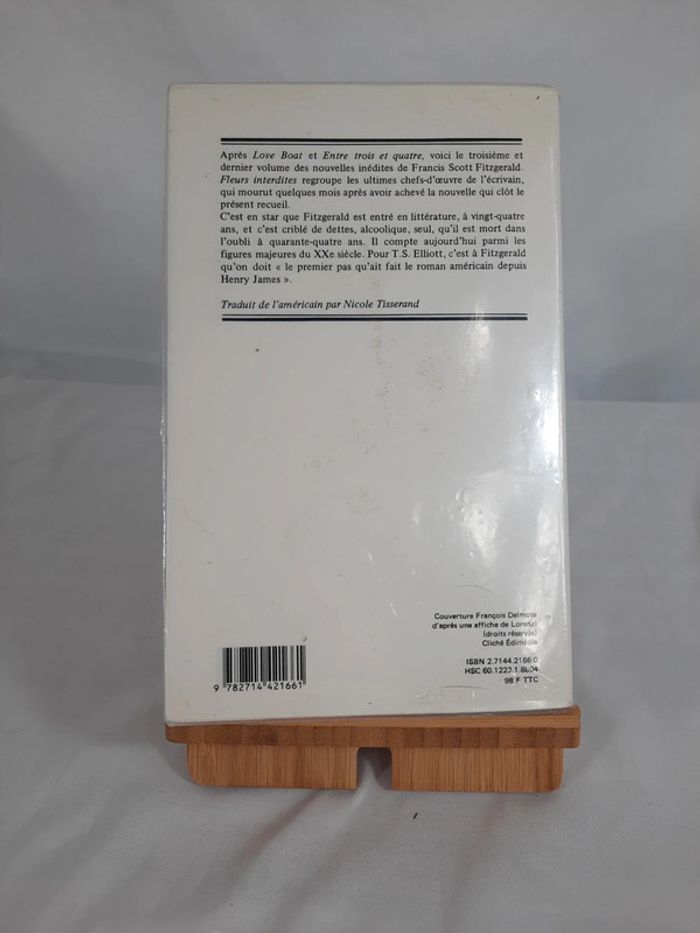 Après Love Boat et Entre trois et quatre, voici le troisième et
dernier volume des nouvelles inédites de Francis Scott Fitzgerald.
Fleurs interdites regroupe les ultimes chefs-d'œuvre de l'écrivain,
qui mourut quelques mois après avoir achevé la nouvelle qui clôt le
présent recueil.
C'est en star que Fitzgerald est entré en littérature, à vingt-quatre
ans, et c'est criblé de dettes, alcoolique, seul, qu'il est mort dans
l'oubli à quarante-quatre ans. Il compte aujourd'hui parmi les
figures majeures du XXe siècle. Pour T.S. Elliott, c'est à Fitzgerald
qu'on doit « le premier pas qu'ait fait le roman américain depuis
Henry James ».
Traduit de l'américain par Nicole Tisserand
Couverture François Delmote
d'après une affiche de Lorenzi
(droits réservés)
Cliché Édimédia
ISBN 2.7144.2166.0
HSC 60.1223.1.8804
98 F TTC
9 782714 421661